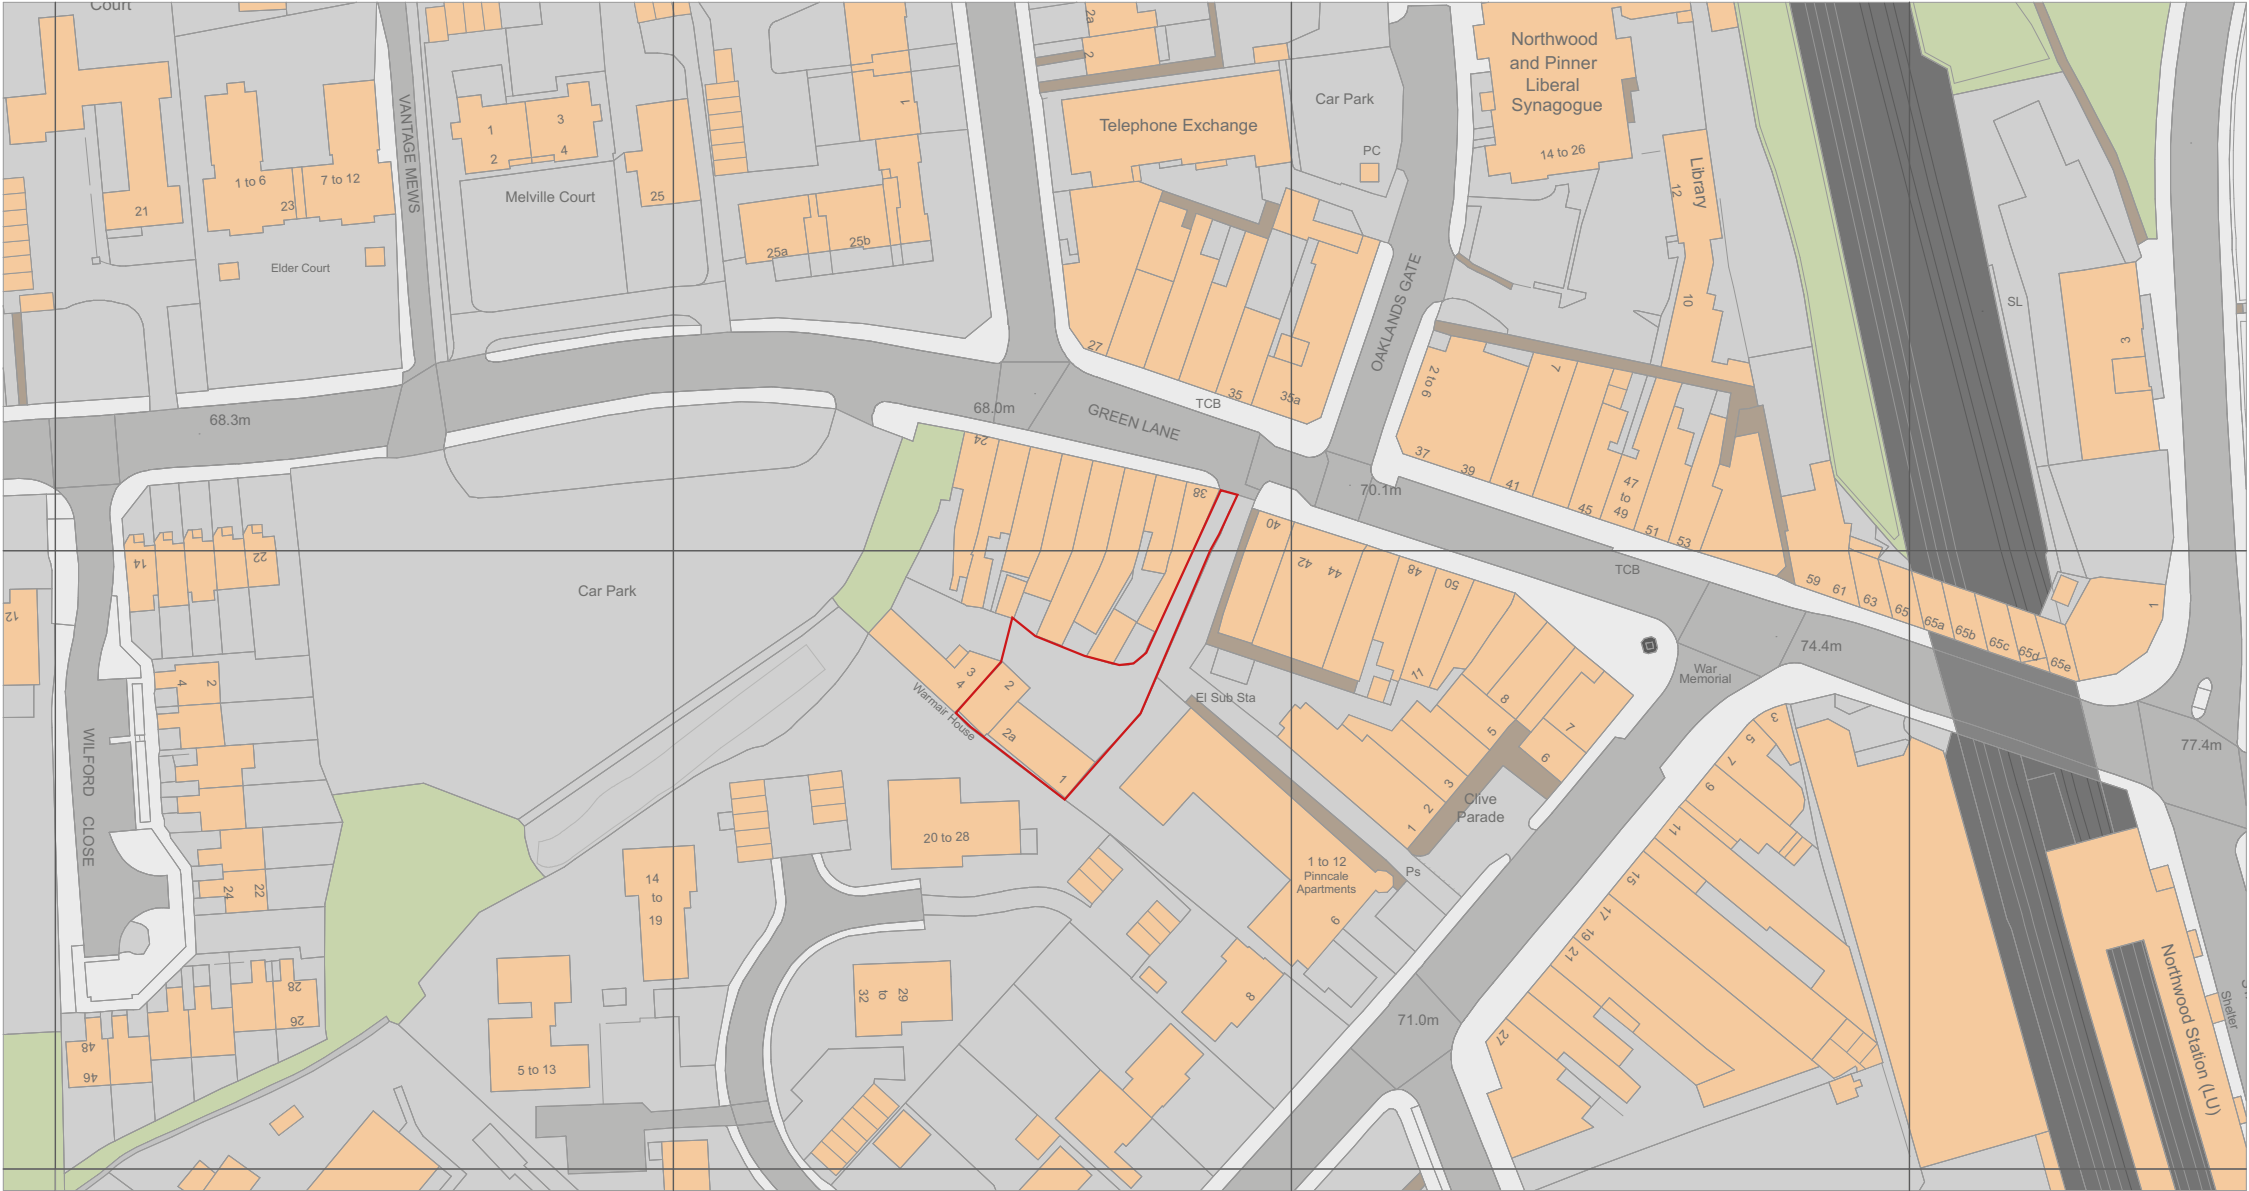 Court
2a
2
Northwood
and Pinner
Liberal
Synagogue
14 to 26
Car Park
PC
Telephone Exchange
VANTAGE MEWS
1
2
3
4
Melville Court
25
1
1 to 6
7 to 12
23
21
Elder Court
25a
25b
Library
12
10
OAKLANDS GATE
SL
3
27
35
35a
TCB
2 to 6
7
68.3m
68.0m
GREEN LANE
24
38
37
39
41
45
47
to
49
51
53
70.1m
40
42
44
48
50
TCB
59
61
63
65
65a
65b
65c
65d
65e
1
14
22
12
Car Park
4
2
3
4
2
2a
1
Warmair House
El Sub Sta
11
8
5
7
6
3
2
1
War
Memorial
74.4m
77.4m
WILFORD CLOSE
24
22
20 to 28
Clive
Parade
1 to 12
Pinncale
Apartments
Ps
9
3
5
7
9
11
15
17
19
21
27
14
to
19
28
26
48
46
32
to
29
8
5 to 13
71.0m
Northwood Station (LU)
Shelter